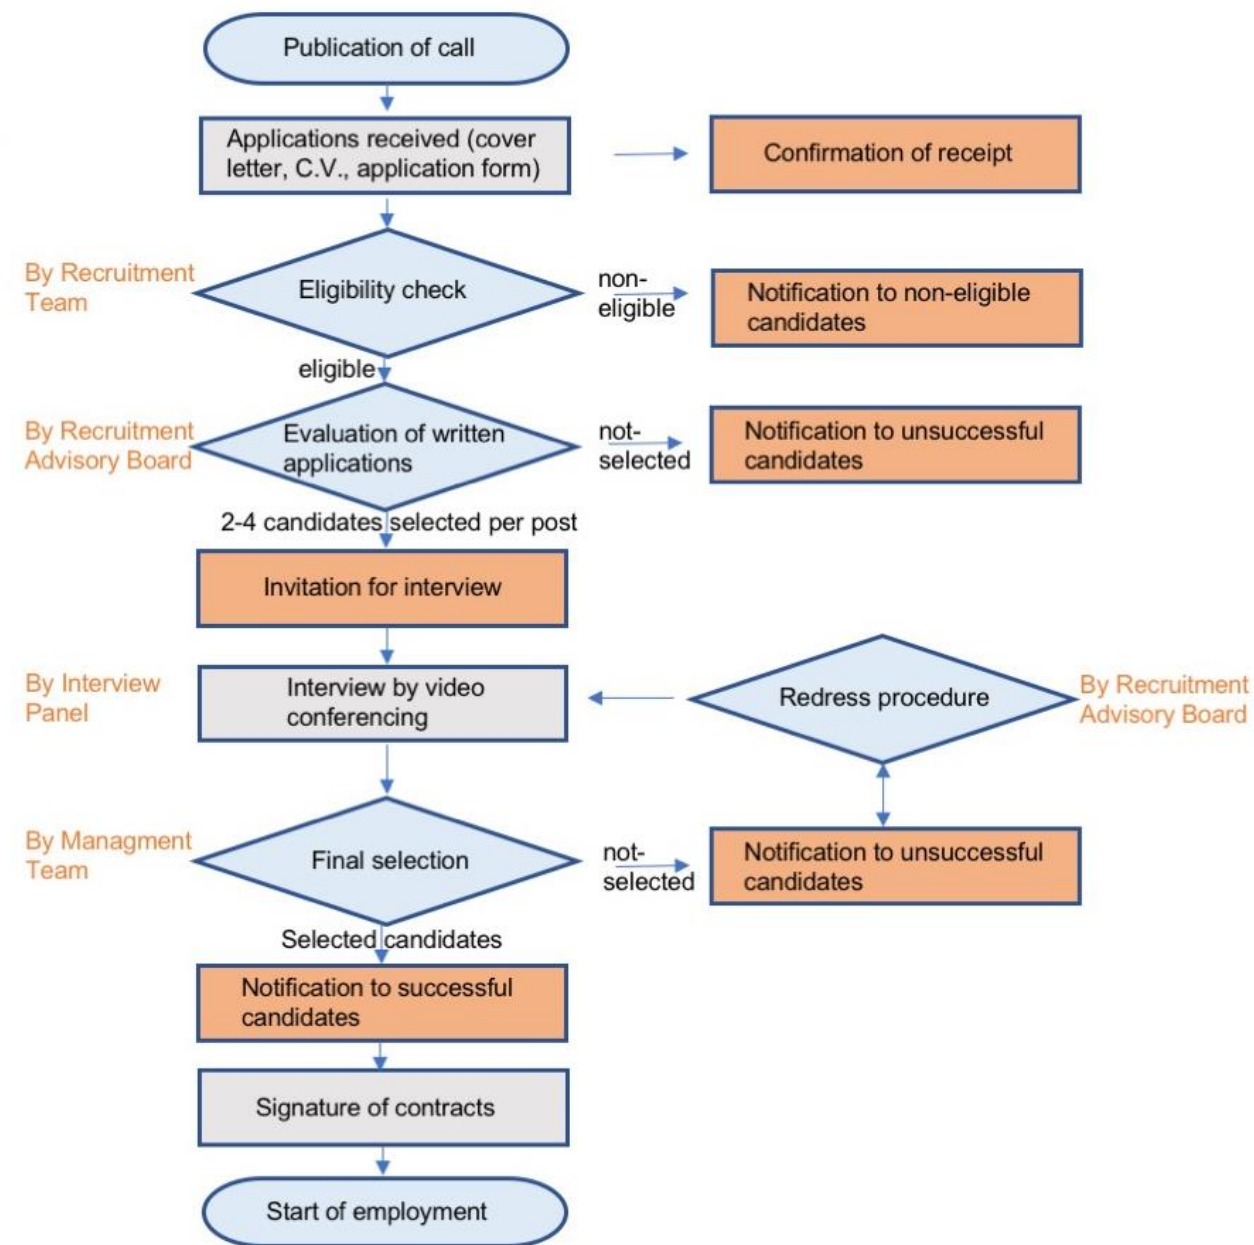 Publication of call
Applications received (cover
letter, C.V., application form)
Confirmation of receipt
By Recruitment
Team
Eligibility check
non-
eligible
Notification to non-eligible
candidates
eligible
By Recruitment
Advisory Board
Evaluation of written
applications
not-
selected
Notification to unsuccessful
candidates
2-4 candidates selected per post
Invitation for interview
By Interview
Panel
Interview by video
conferencing
Redress procedure
By Recruitment
Advisory Board
By Managment
Team
Final selection
not-
selected
Notification to unsuccessful
candidates
Selected candidates
Notification to successful
candidates
Signature of contracts
Start of employment